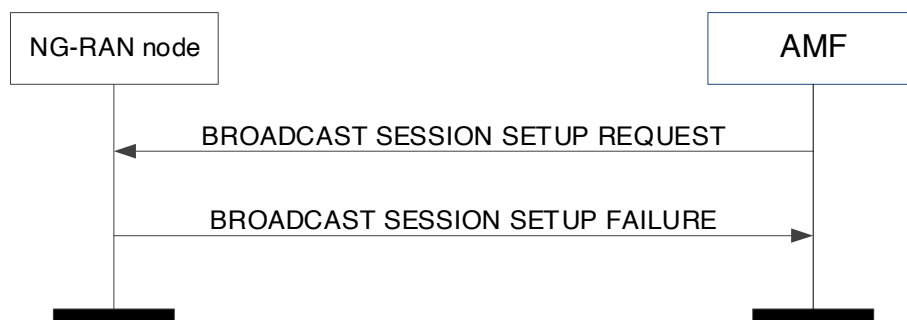 NG-RAN node
AMF
BROADCAST SESSION SETUP REQUEST
BROADCAST SESSION SETUP FAILURE